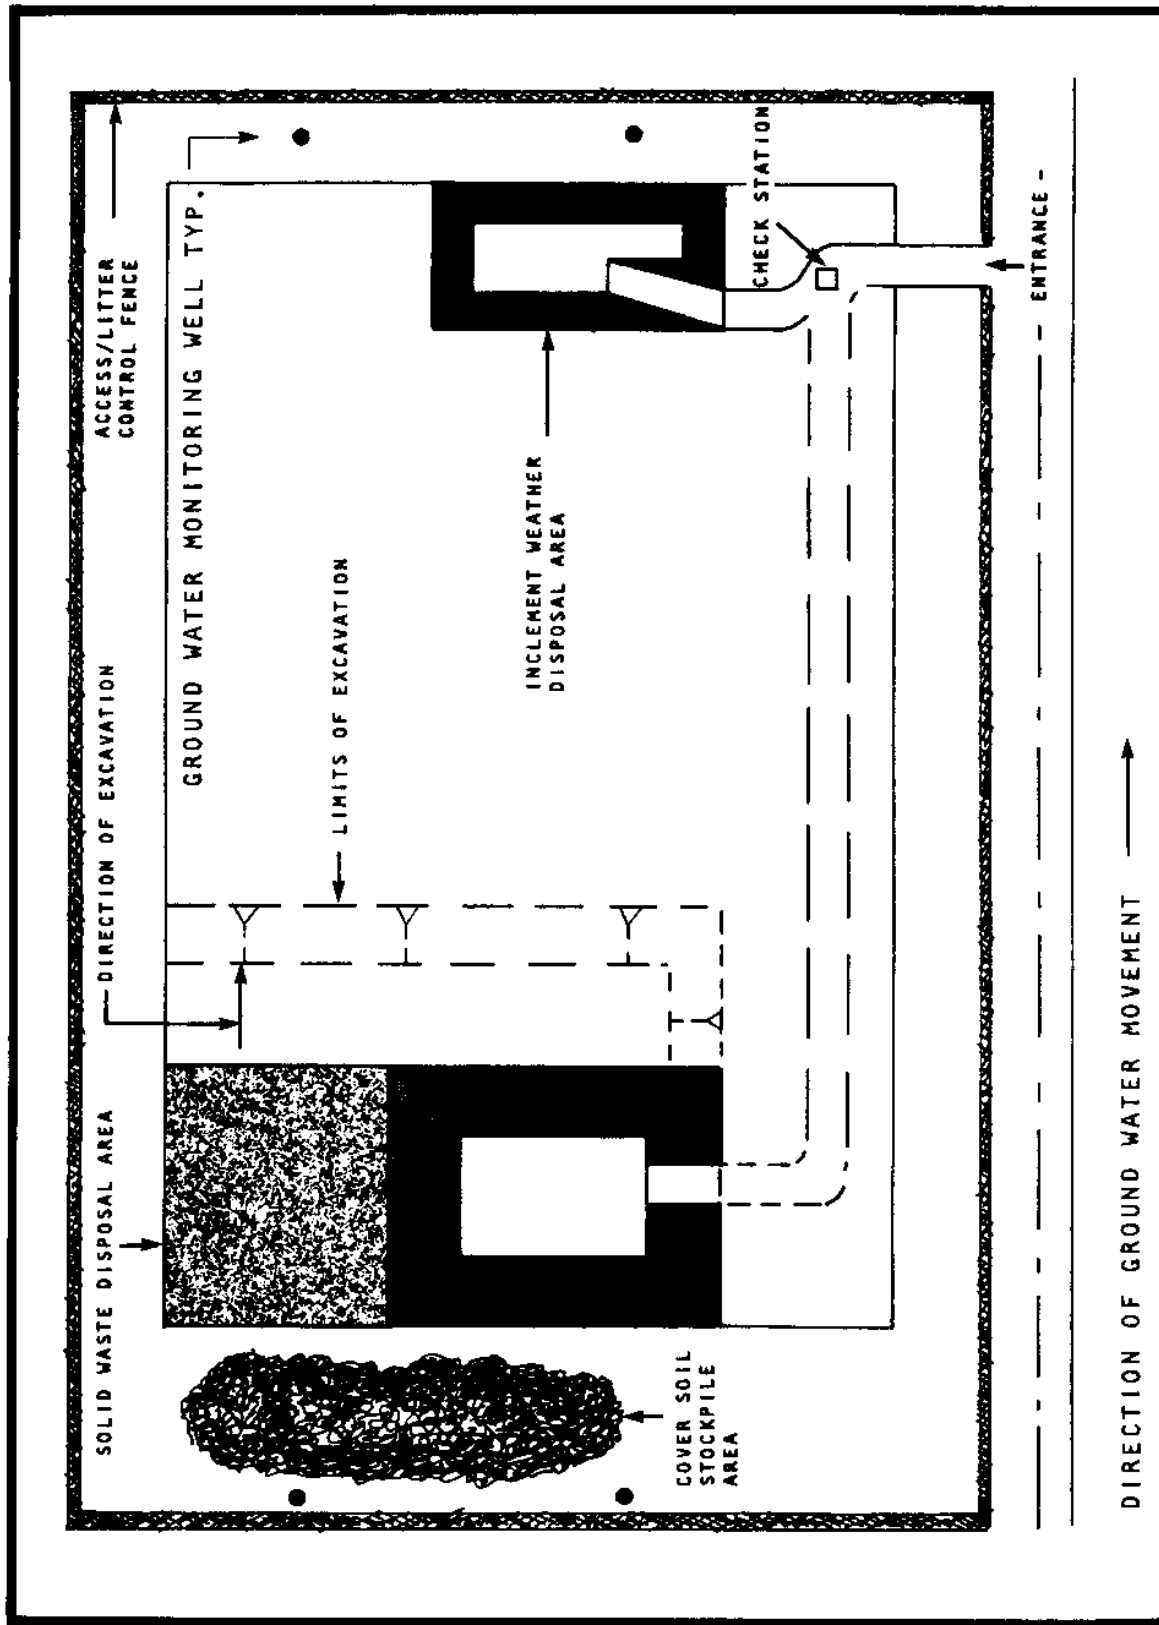 ACCESS/LITTER
CONTROL FENCE
GROUND WATER MONITORING WELL TYP.
DIRECTION OF EXCAVATION
SOLID WASTE DISPOSAL AREA
LIMITS OF EXCAVATION
INCLEMENT WEATHER
DISPOSAL AREA
CHECK STATION
COVER SOIL
STOCKPILE
AREA
ENTRANCE
DIRECTION OF GROUND WATER MOVEMENT